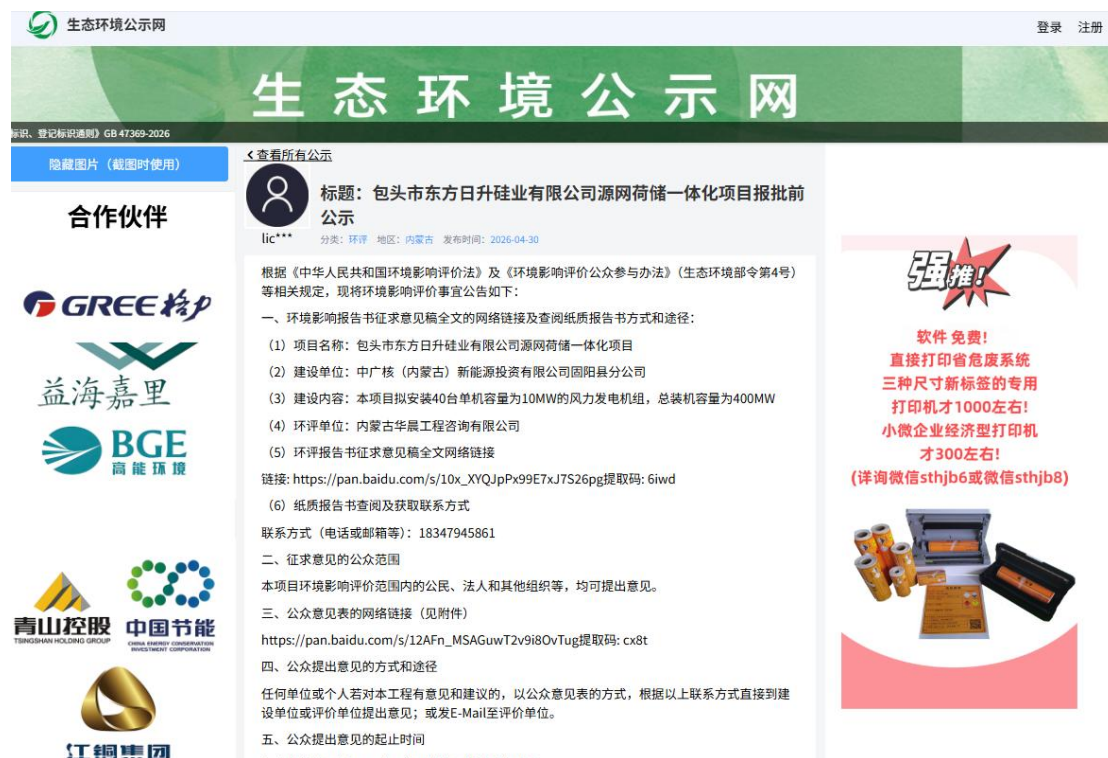 生态环境公示网
登录 注册
生态环境公示网
标识、登记标识通则》GB 47369-2026
隐藏图片（截图时使用）
合作伙伴
GREE格力
益海嘉里
BGE
高能环境
青山控股
TSINGSHAN HOLDING GROUP
中国节能
CHINA ENERGY CONSERVATION
INVESTMENT CORPORATION
江铜集团
查看所有公示
lic***
标题：包头市东方日升硅业有限公司源网荷储一体化项目报批前
公示
分类：环评 地区：内蒙古 发布时间：2026-04-30
根据《中华人民共和国环境影响评价法》及《环境影响评价公众参与办法》（生态环境部令第4号）
等相关规定，现将环境影响评价事宜公告如下：
一、环境影响报告书征求意见稿全文的网络链接及查阅纸质报告书方式和途径：
（1）项目名称：包头市东方日升硅业有限公司源网荷储一体化项目
（2）建设单位：中广核（内蒙古）新能源投资有限公司固阳县分公司
（3）建设内容：本项目拟安装40台单机容量为10MW的风力发电机组，总装机容量为400MW
（4）环评单位：内蒙古华晨工程咨询有限公司
（5）环评报告书征求意见稿全文网络链接
链接: https://pan.baidu.com/s/10x_XYQJpPx99E7xJ7S26pg提取码: 6iwd
（6）纸质报告书查阅及获取联系方式
联系方式（电话或邮箱等）：18347945861
二、征求意见的公众范围
本项目环境影响评价范围内的公民、法人和其他组织等，均可提出意见。
三、公众意见表的网络链接（见附件）
https://pan.baidu.com/s/12AFn_MSAGuwT2v9i8OvTug提取码: cx8t
四、公众提出意见的方式和途径
任何单位或个人若对本工程有意见和建议的，以公众意见表的方式，根据以上联系方式直接到建
设单位或评价单位提出意见；或发E-Mail至评价单位。
五、公众提出意见的起止时间
强推！
软件 免费!
直接打印省危废系统
三种尺寸新标签的专用
打印机才1000左右!
小微企业经济型打印机
才300左右!
(详询微信sthjb6或微信sthjb8)